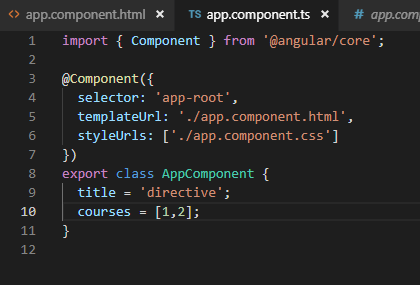 <> app.component.html TS app.component.ts # app.comp
1 import { Component } from '@angular/core';
2
3 @Component({
4 selector: 'app-root',
5 templateUrl: './app.component.html',
6 styleUrls: ['./app.component.css']
7 })
8 export class AppComponent {
9 title = 'directive';
10 courses = [1,2];
11 }
12